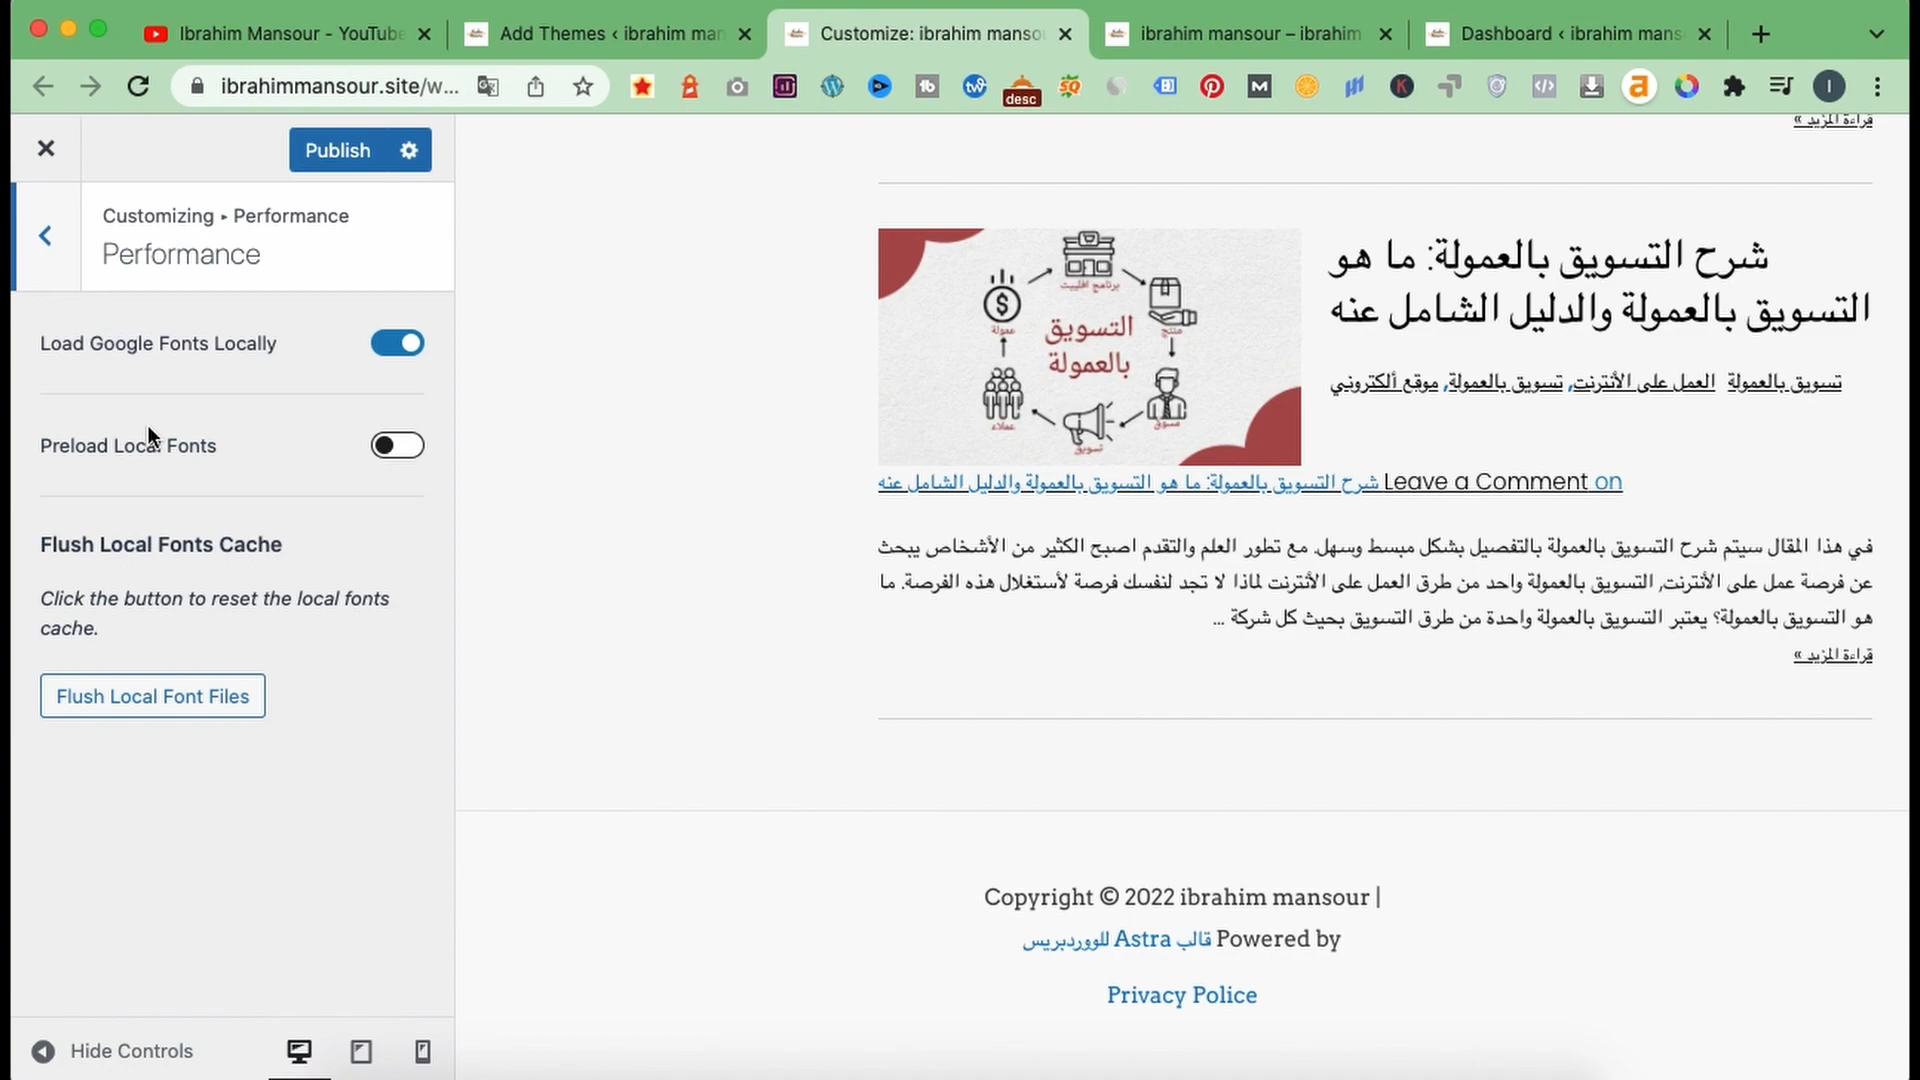 Ibrahim Mansour - YouTube
Add Themes ‹ ibrahim man
Customize: ibrahim manso
ibrahim mansour – ibrahim
Dashboard ‹ ibrahim mans
ibrahimmansour.site/w...
desc
Publish
Customizing ▸ Performance
Performance
Load Google Fonts Locally
Preload Local Fonts
Flush Local Fonts Cache
Click the button to reset the local fonts
cache.
Flush Local Font Files
Hide Controls
قراءة المزيد »
برنامج افلييت
منتج
مسوق
تسويق
عملاء
عمولة
التسويق
بالعمولة
شرح التسويق بالعمولة: ما هو
التسويق بالعمولة والدليل الشامل عنه
تسويق بالعمولة العمل على الأنترنت, تسويق بالعمولة, موقع ألكتروني
Leave a Comment on شرح التسويق بالعمولة: ما هو التسويق بالعمولة والدليل الشامل عنه
في هذا المقال سيتم شرح التسويق بالعمولة بالتفصيل بشكل مبسط وسهل. مع تطور العلم والتقدم اصبح الكثير من الأشخاص يبحث
عن فرصة عمل على الأنترنت, التسويق بالعمولة واحد من طرق العمل على الأنترنت لماذا لا تجد لنفسك فرصة لأستغلال هذه الفرصة. ما
هو التسويق بالعمولة؟ يعتبر التسويق بالعمولة واحدة من طرق التسويق بحيث كل شركة ...
قراءة المزيد »
Copyright © 2022 ibrahim mansour |
Powered by قالب Astra للووردبريس
Privacy Police